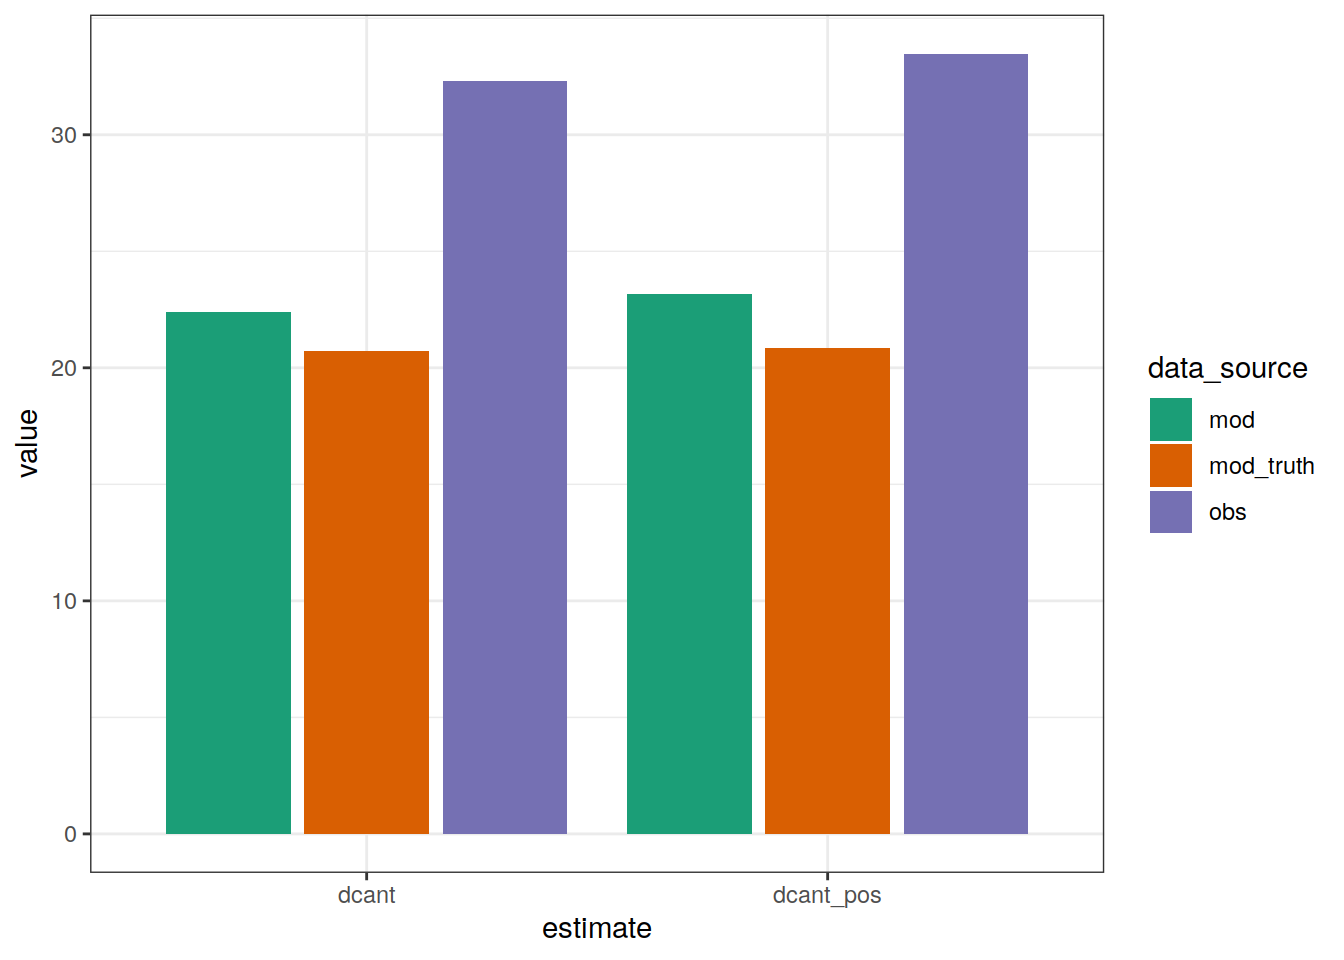 30
20
10
0
value
dcant
dcant_pos
estimate
data_source
mod
mod_truth
obs